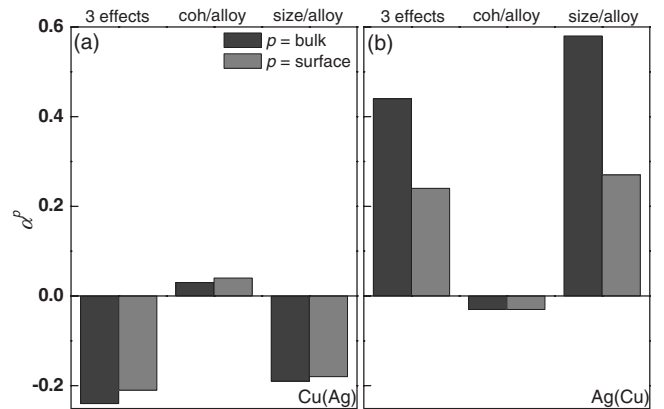 3 effects coh/alloy size/alloy 3 effects coh/alloy size/alloy
(a) (b)
p = bulk
p = surface
0.6
0.4
0.2
0.0
-0.2
α^p
Cu(Ag) Ag(Cu)